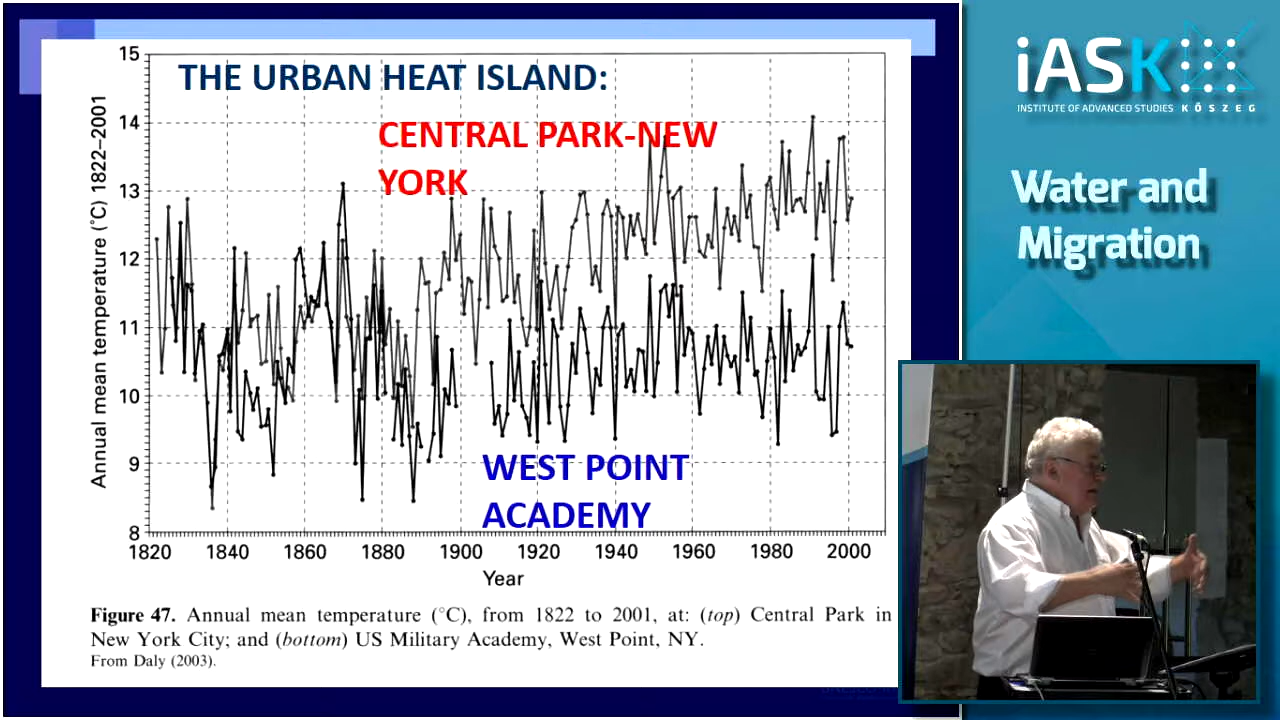 THE URBAN HEAT ISLAND:
CENTRAL PARK-NEW
YORK
WEST POINT
ACADEMY
Annual mean temperature (°C) 1822–2001
15
14
13
12
11
10
9
8
1820 1840 1860 1880 1900 1920 1940 1960 1980 2000
Year
Figure 47. Annual mean temperature (°C), from 1822 to 2001, at: (top) Central Park in
New York City; and (bottom) US Military Academy, West Point, NY.
From Daly (2003).
iASK
INSTITUTE OF ADVANCED STUDIES KŐSZEG
Water and
Migration